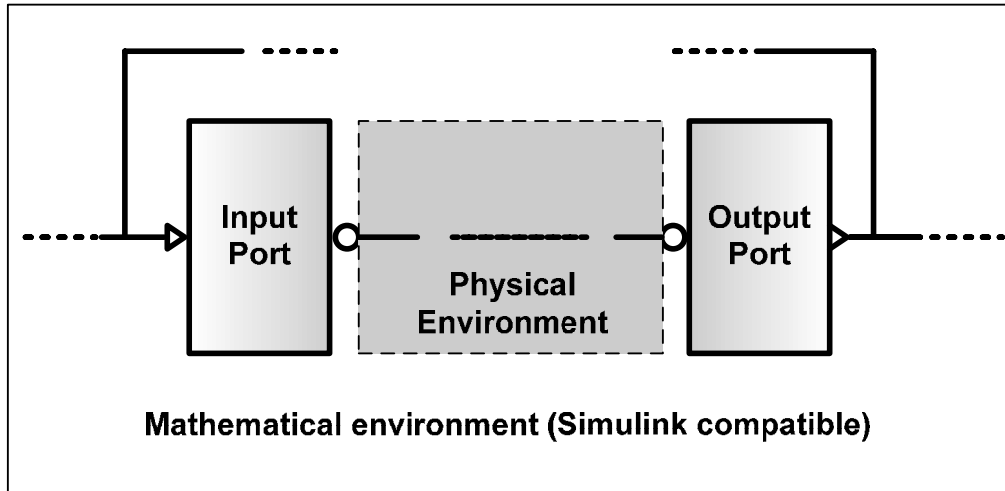 Input
Port
Output
Port
Physical
Environment
Mathematical environment (Simulink compatible)